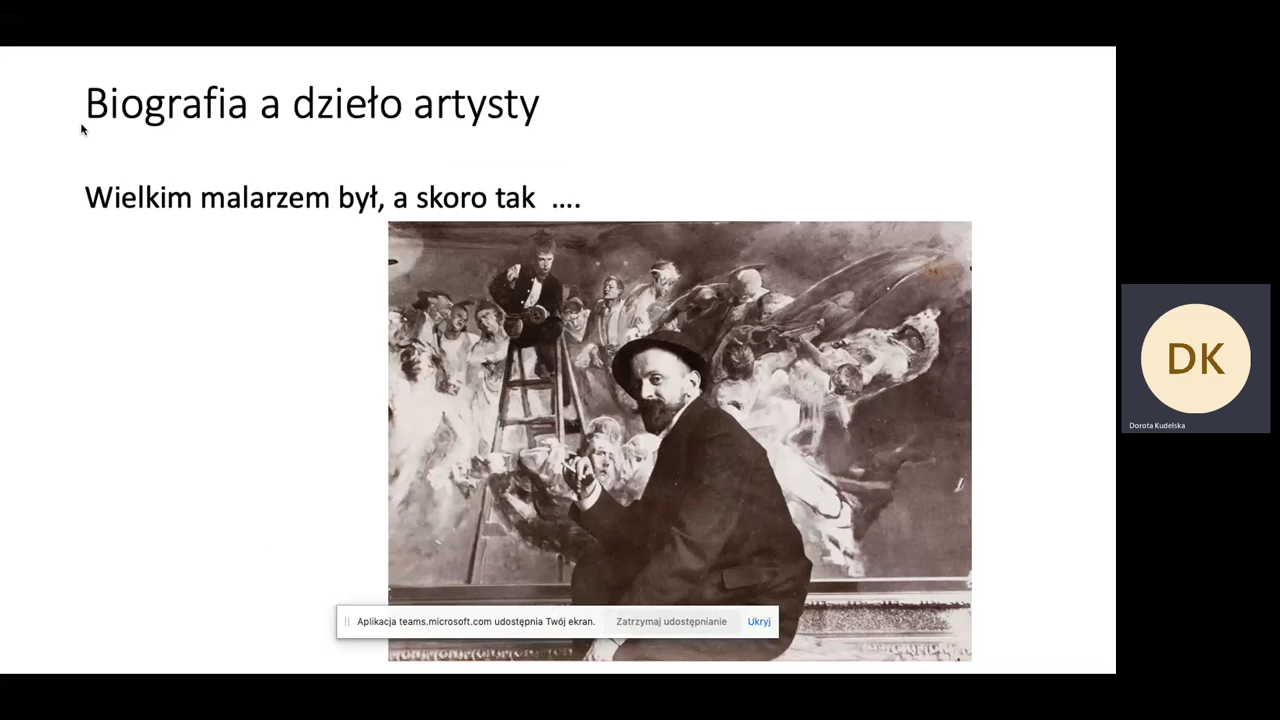 Biografia a dzieło artysty
Wielkim malarzem był, a skoro tak ....
DK
Dorota Kudelska
Aplikacja teams.microsoft.com udostępnia Twój ekran. Zatrzymaj udostępnianie Ukryj